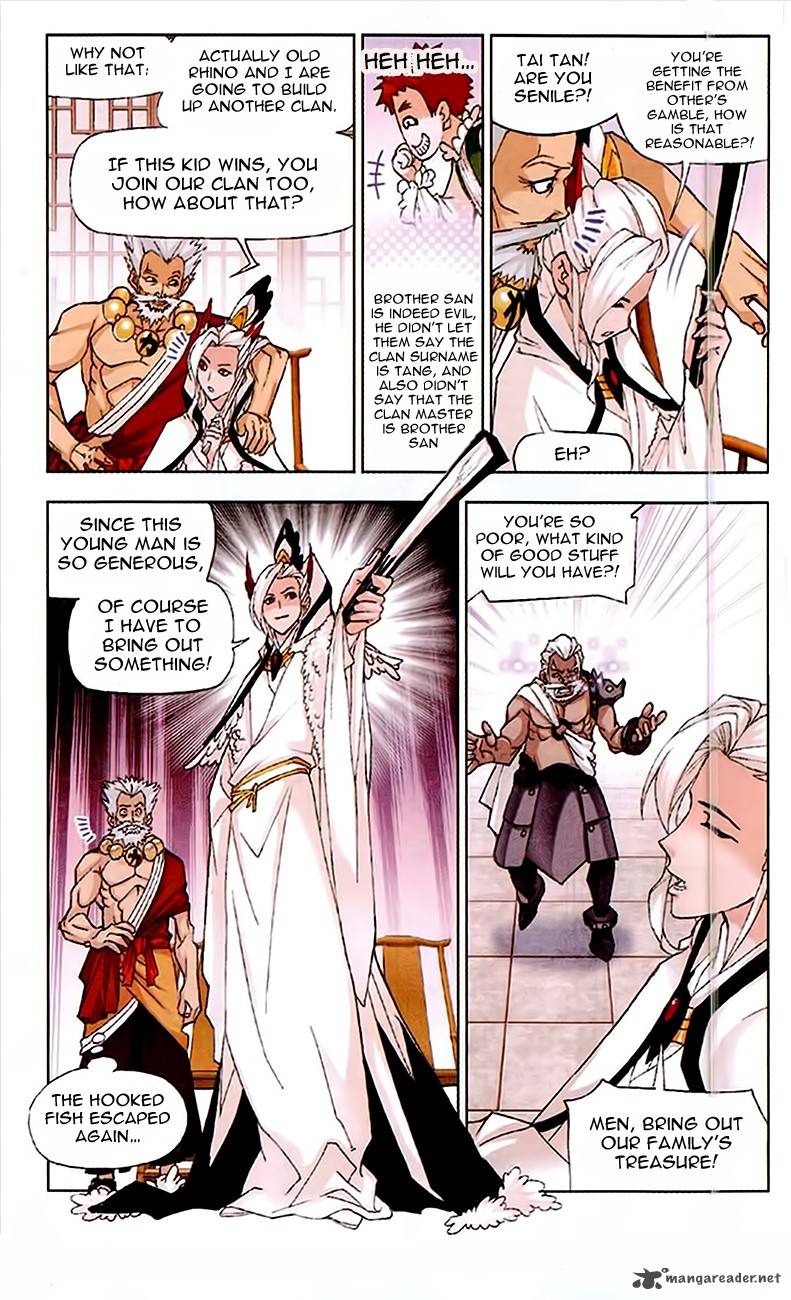 WHY NOT
LIKE THAT:
ACTUALLY OLD
RHINO AND I ARE
GOING TO BUILD
UP ANOTHER CLAN.
IF THIS KID WINS, YOU
JOIN OUR CLAN TOO,
HOW ABOUT THAT?
HEH HEH...
BROTHER SAN
IS INDEED EVIL,
HE DIDN'T LET
THEM SAY THE
CLAN SURNAME
IS TANG, AND
ALSO DIDN'T
SAY THAT THE
CLAN MASTER
IS BROTHER
SAN
TAI TAN!
ARE YOU
SENILE?!
YOU'RE
GETTING THE
BENEFIT FROM
OTHER'S
GAMBLE, HOW
IS THAT
REASONABLE?!
EH?
SINCE THIS
YOUNG MAN IS
SO GENEROUS,
OF COURSE
I HAVE TO
BRING OUT
SOMETHING!
THE HOOKED
FISH ESCAPED
AGAIN...
YOU'RE SO
POOR, WHAT KIND
OF GOOD STUFF
WILL YOU HAVE?!
MEN, BRING OUT
OUR FAMILY'S
TREASURE!
mangareader.net